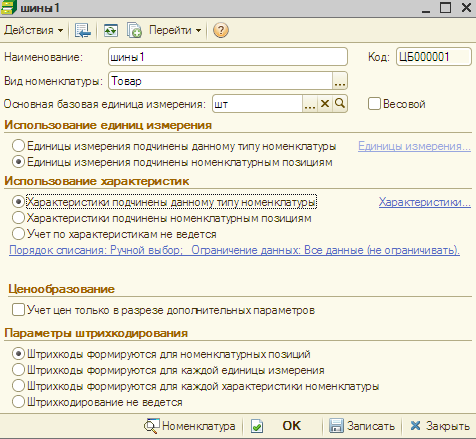 шины1
Действия Перейти ?
Наименование: шины1 Код: ЦБ000001
Вид номенклатуры: Товар ...
Основная базовая единица измерения: шт ... Весовой
Использование единиц измерения
Единицы измерения подчинены данному типу номенклатуры Единицы измерения...
Единицы измерения подчинены номенклатурным позициям
Использование характеристик
Характеристики подчинены данному типу номенклатуры Характеристики...
Характеристики подчинены номенклатурным позициям
Учет по характеристикам не ведется
Порядок списания: Ручной выбор; Ограничение данных: Все данные (не ограничивать).
Ценообразование
Учет цен только в разрезе дополнительных параметров
Параметры штрихкодирования
Штрихкоды формируются для номенклатурных позиций
Штрихкоды формируются для каждой единицы измерения
Штрихкоды формируются для каждой характеристики номенклатуры
Штрихкодирование не ведется
Номенклатура OK Записать Закрыть